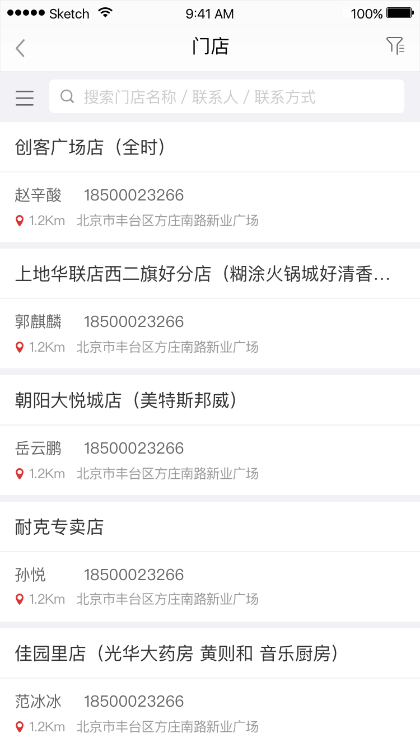 Sketch 9:41 AM 100%
门店
搜索门店名称 / 联系人 / 联系方式
创客广场店（全时）
赵辛酸 18500023266
1.2Km 北京市丰台区方庄南路新业广场
上地华联店西二旗好分店（糊涂火锅城好清香...
郭麒麟 18500023266
1.2Km 北京市丰台区方庄南路新业广场
朝阳大悦城店（美特斯邦威）
岳云鹏 18500023266
1.2Km 北京市丰台区方庄南路新业广场
耐克专卖店
孙悦 18500023266
1.2Km 北京市丰台区方庄南路新业广场
佳园里店（光华大药房 黄则和 音乐厨房）
范冰冰 18500023266
1.2Km 北京市丰台区方庄南路新业广场